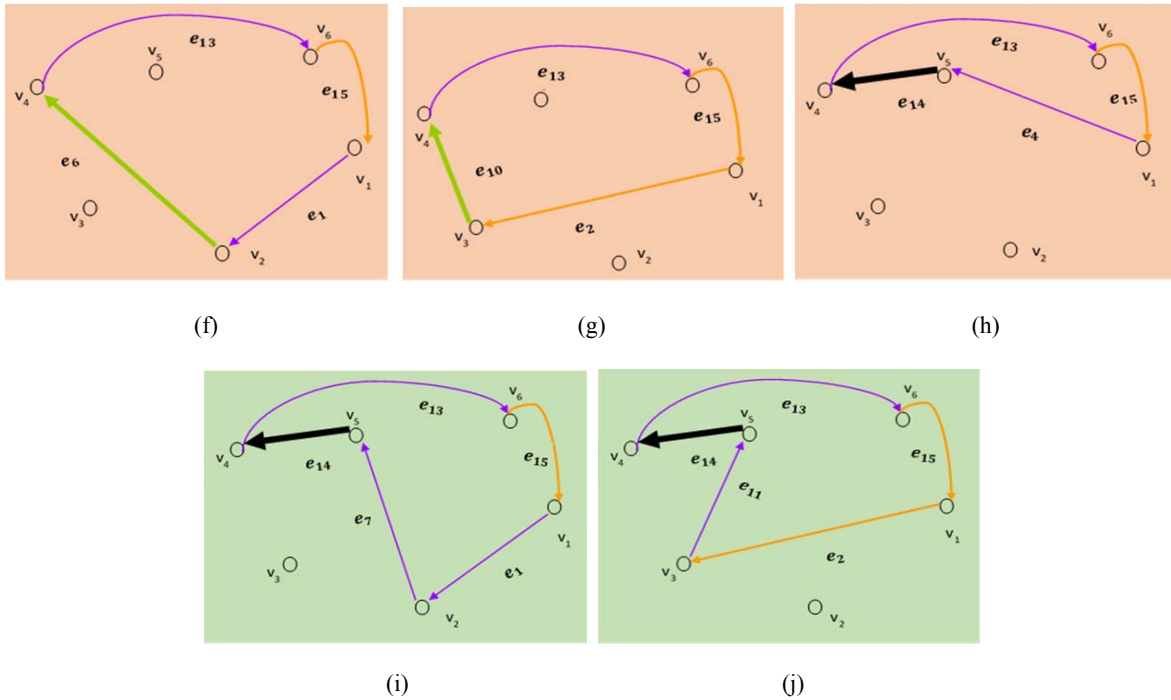 e₁₃
v₆
v₅
e₁₅
v₄
e₆
v₁
v₃
e₁
v₂
(f)
e₁₃
v₆
e₁₅
v₄
e₁₀
v₁
v₃
e₂
v₂
(g)
e₁₃
v₆
v₅
v₄
e₁₄
e₁₅
e₄
v₁
v₃
v₂
(h)
e₁₃
v₆
v₅
v₄
e₁₄
e₁₅
e₇
v₁
v₃
e₁
v₂
(i)
e₁₃
v₆
v₅
v₄
e₁₄
e₁₅
e₁₁
v₁
v₃
e₂
v₂
(j)